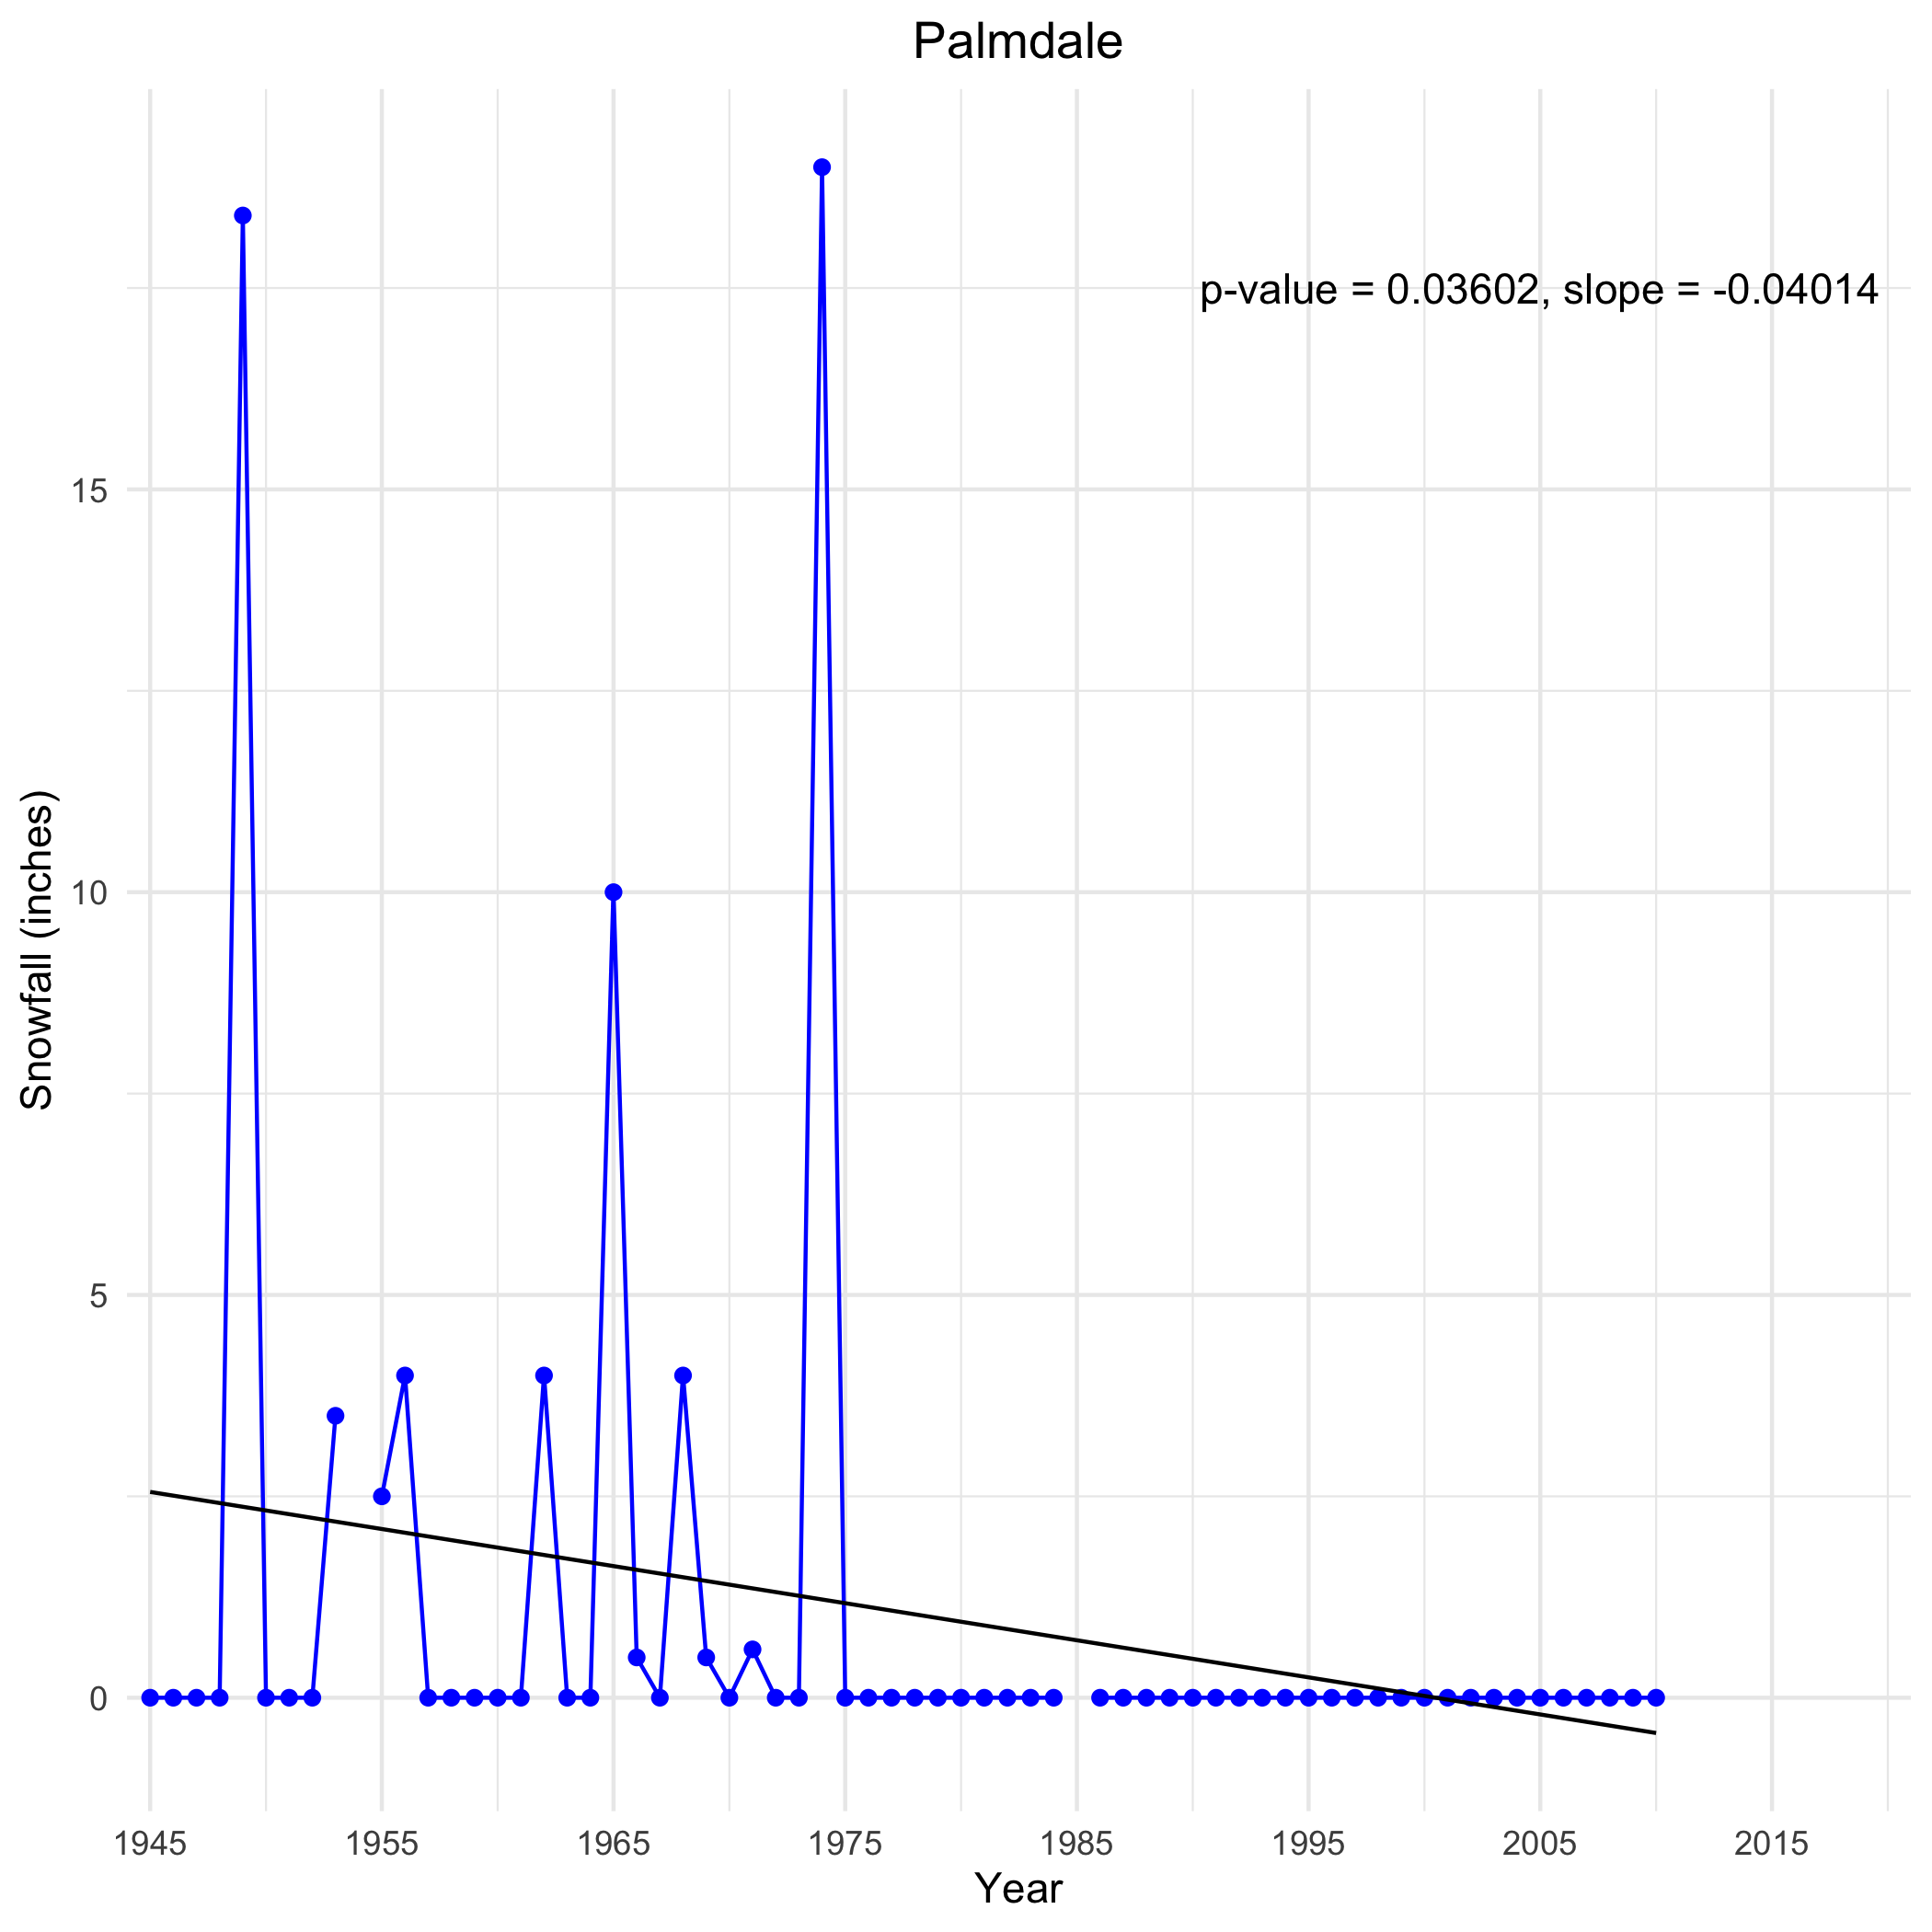 Palmdale
p-value = 0.03602, slope = -0.04014
15
10
5
0
Snowfall (inches)
1945 1955 1965 1975 1985 1995 2005 2015
Year